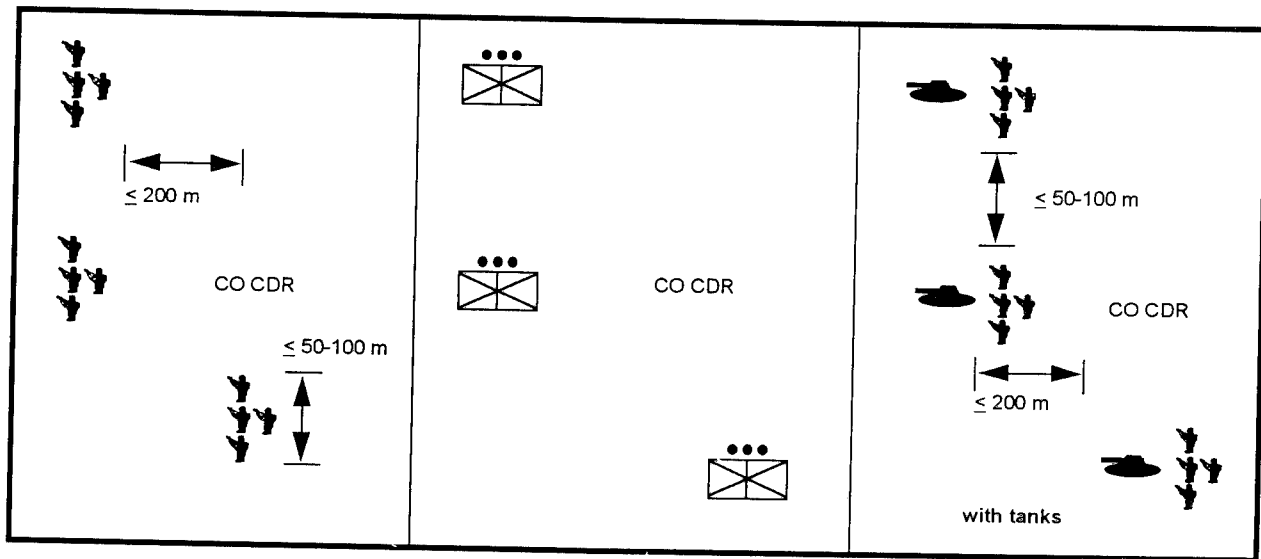 ≤ 200 m
CO CDR
≤ 50-100 m
CO CDR
≤ 50-100 m
CO CDR
≤ 200 m
with tanks